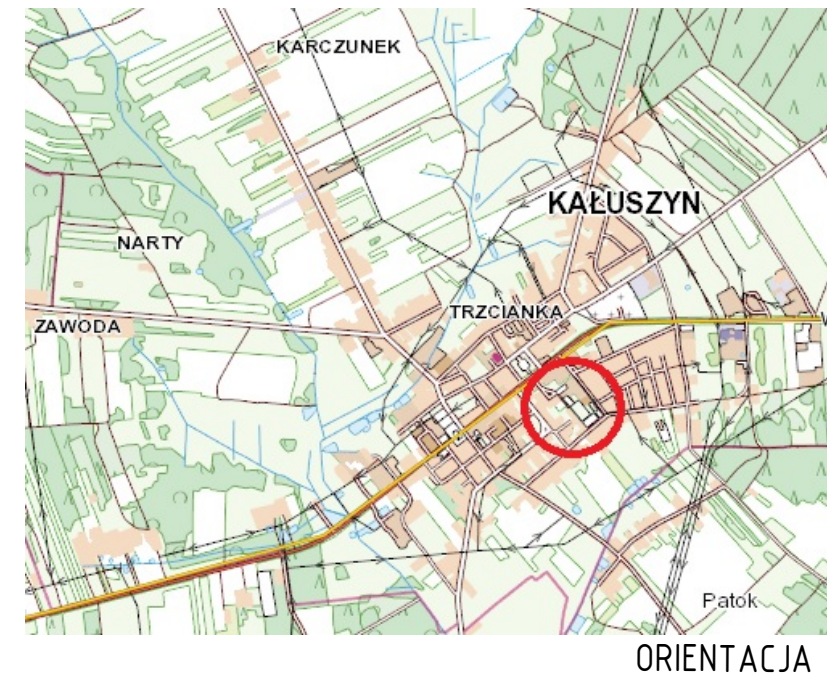 KARCZUNEK
KAŁUSZYN
NARTY
TRZCIANKA
ZAWODA
Patok
ORIENTACJA